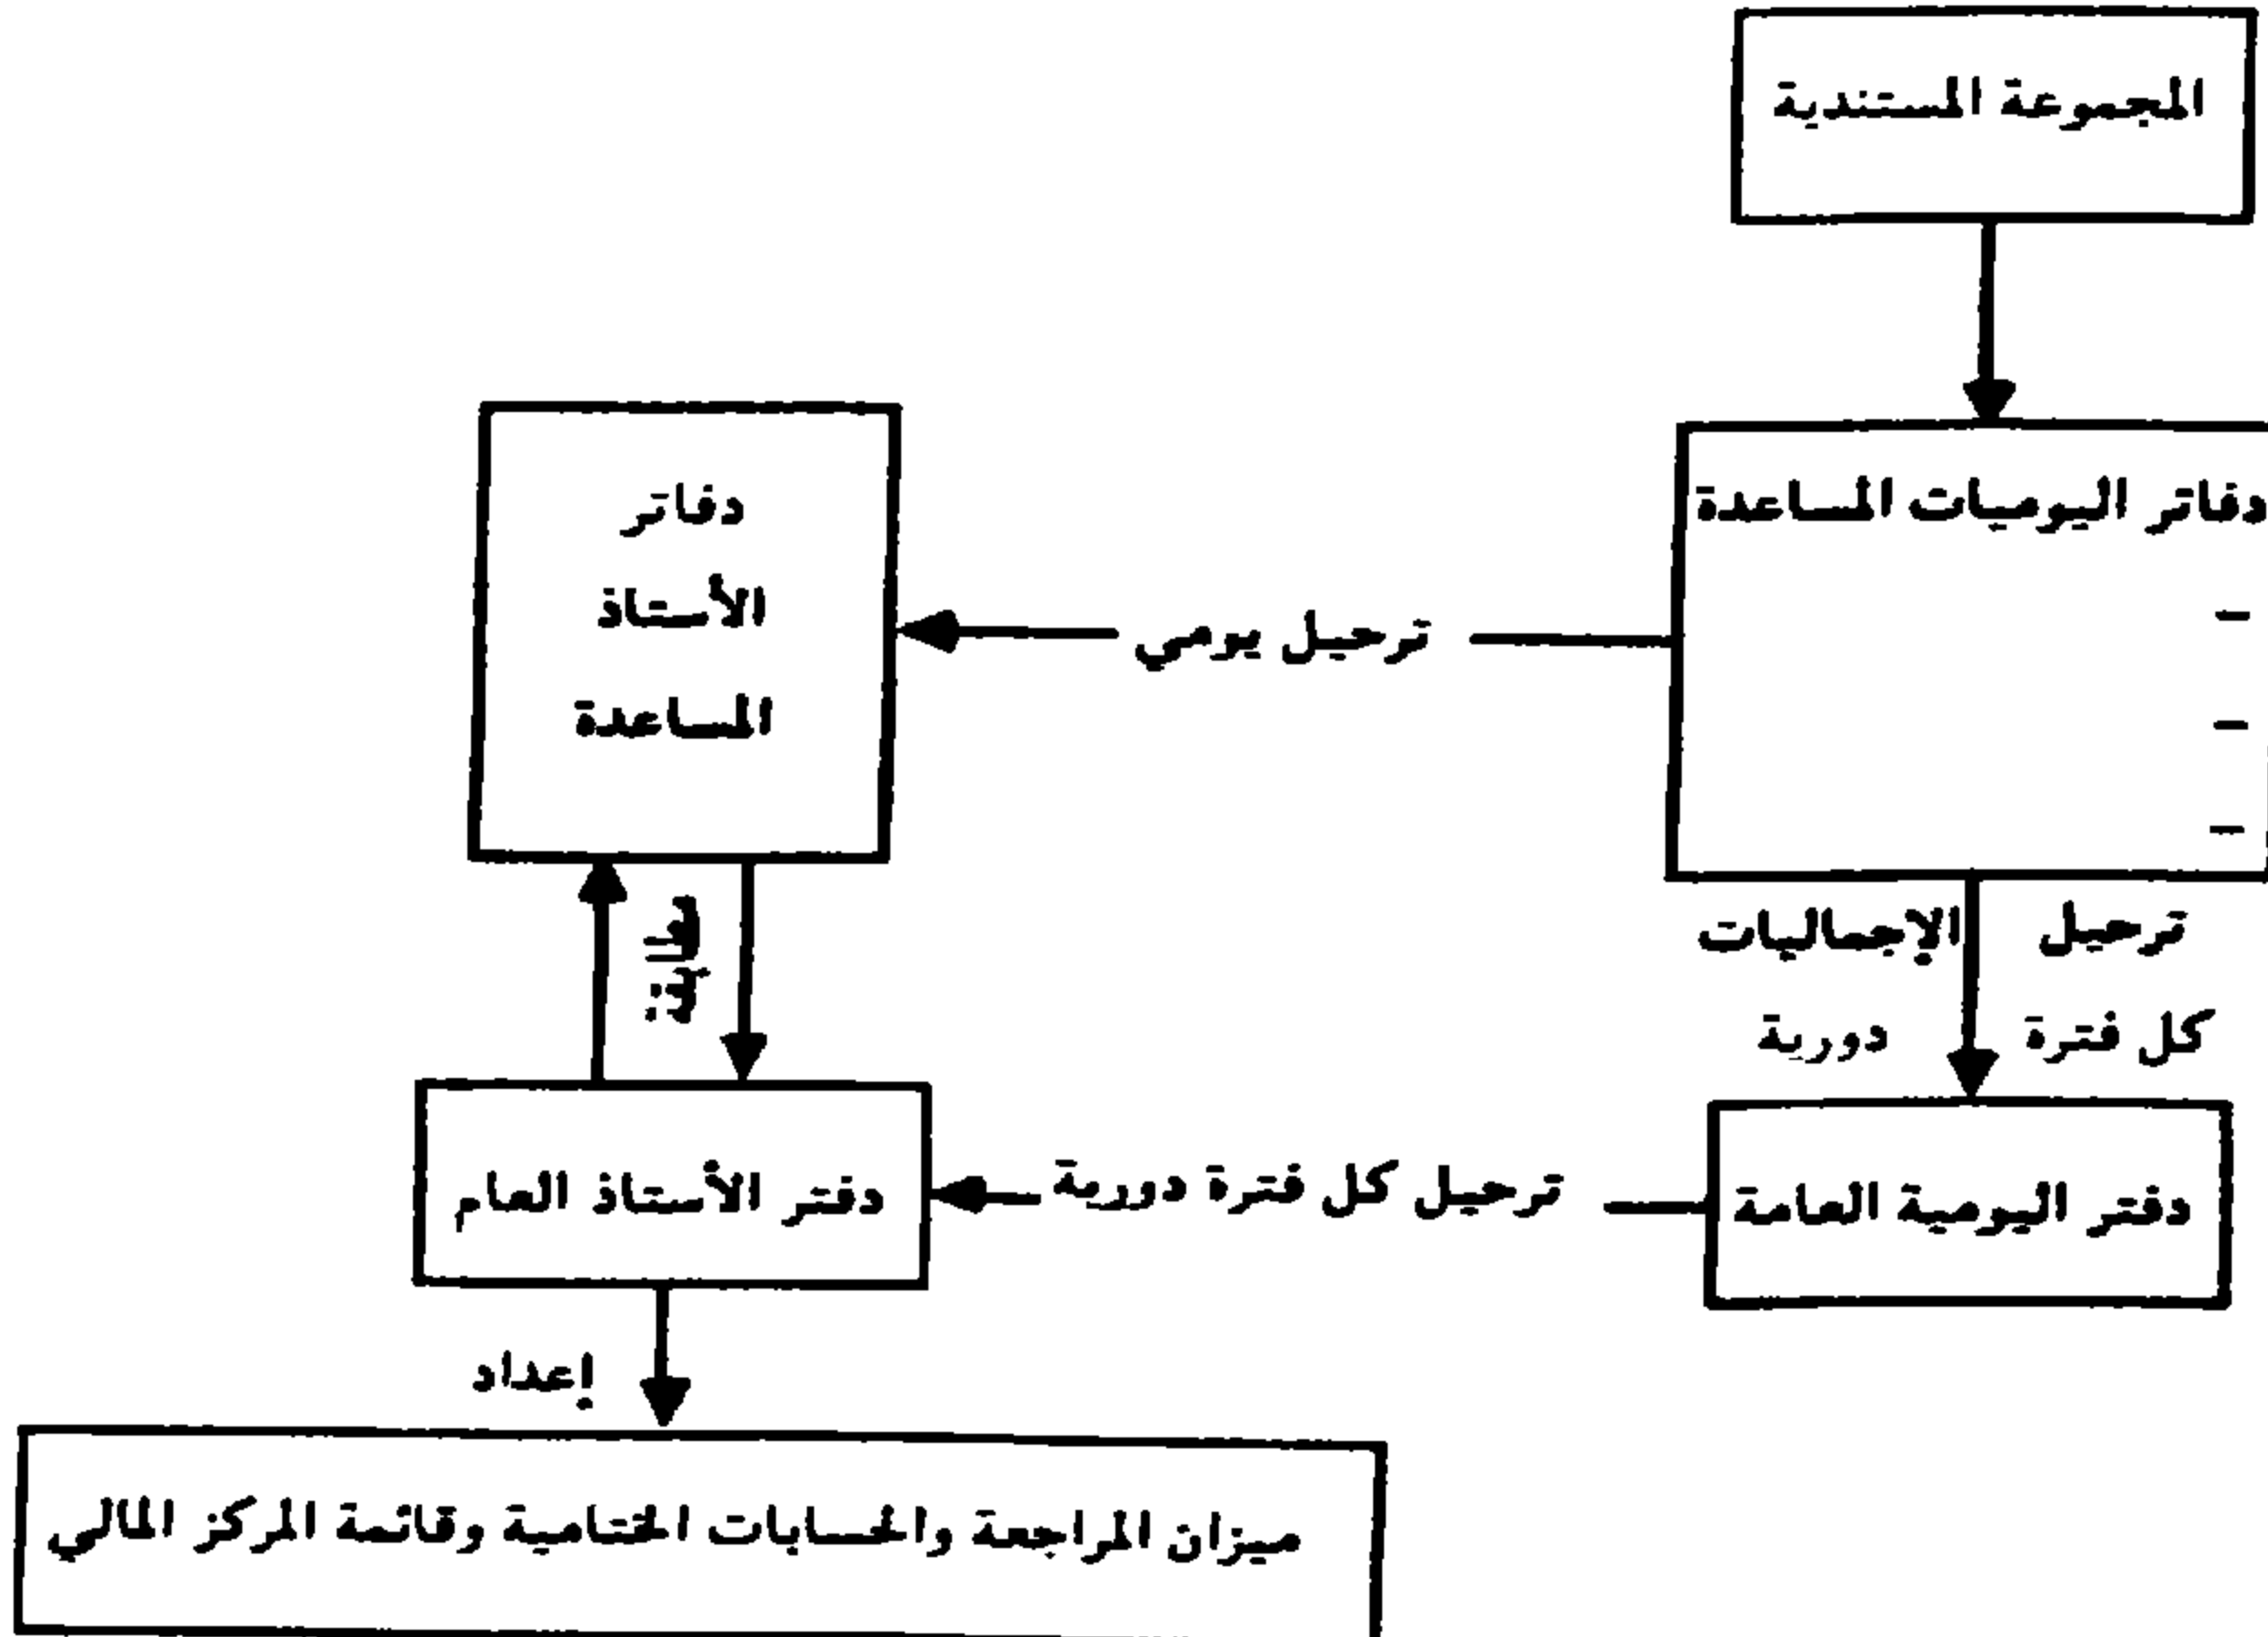 المجموعة المستندية
دفاتر اليوميات المساعدة
-
-
-
ترحيل يومي
دفاتر
الأستاذ
المساعدة
ترحيل الإجماليات
كل فترة دورية
دفتر اليومية العامة
ترحيل كل فترة دورية
دفتر الأستاذ العام
إعداد
ميزان المراجعة والحسابات الختامية وقائمة المركز المالي